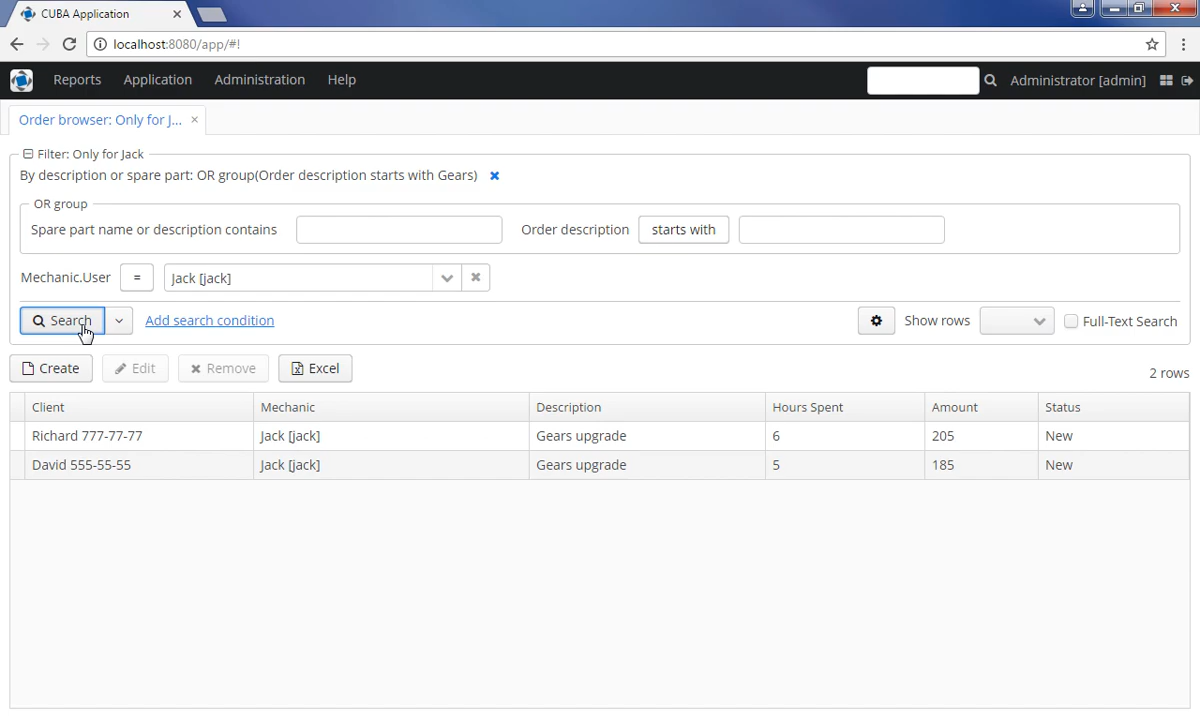 CUBA Application
localhost:8080/app/#!
Reports Application Administration Help Administrator [admin]
Order browser: Only for J...
Filter: Only for Jack
By description or spare part: OR group(Order description starts with Gears)
OR group
Spare part name or description contains Order description starts with
Mechanic.User = Jack [jack]
Search Add search condition Show rows Full-Text Search
Create Edit Remove Excel 2 rows
Client Mechanic Description Hours Spent Amount Status
Richard 777-77-77 Jack [jack] Gears upgrade 6 205 New
David 555-55-55 Jack [jack] Gears upgrade 5 185 New